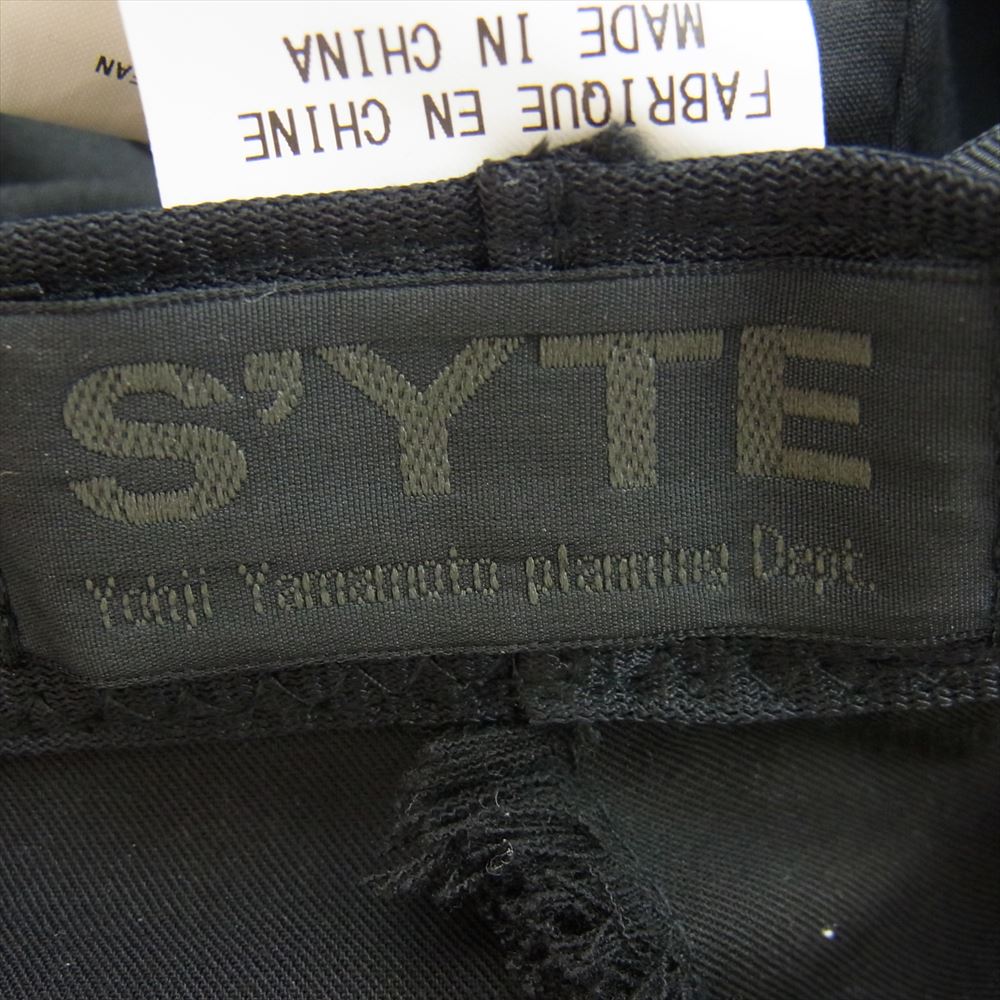 FABRIQUE EN CHINE
MADE IN CHINA
S'YTE
Yohji Yamamoto planning Dept.